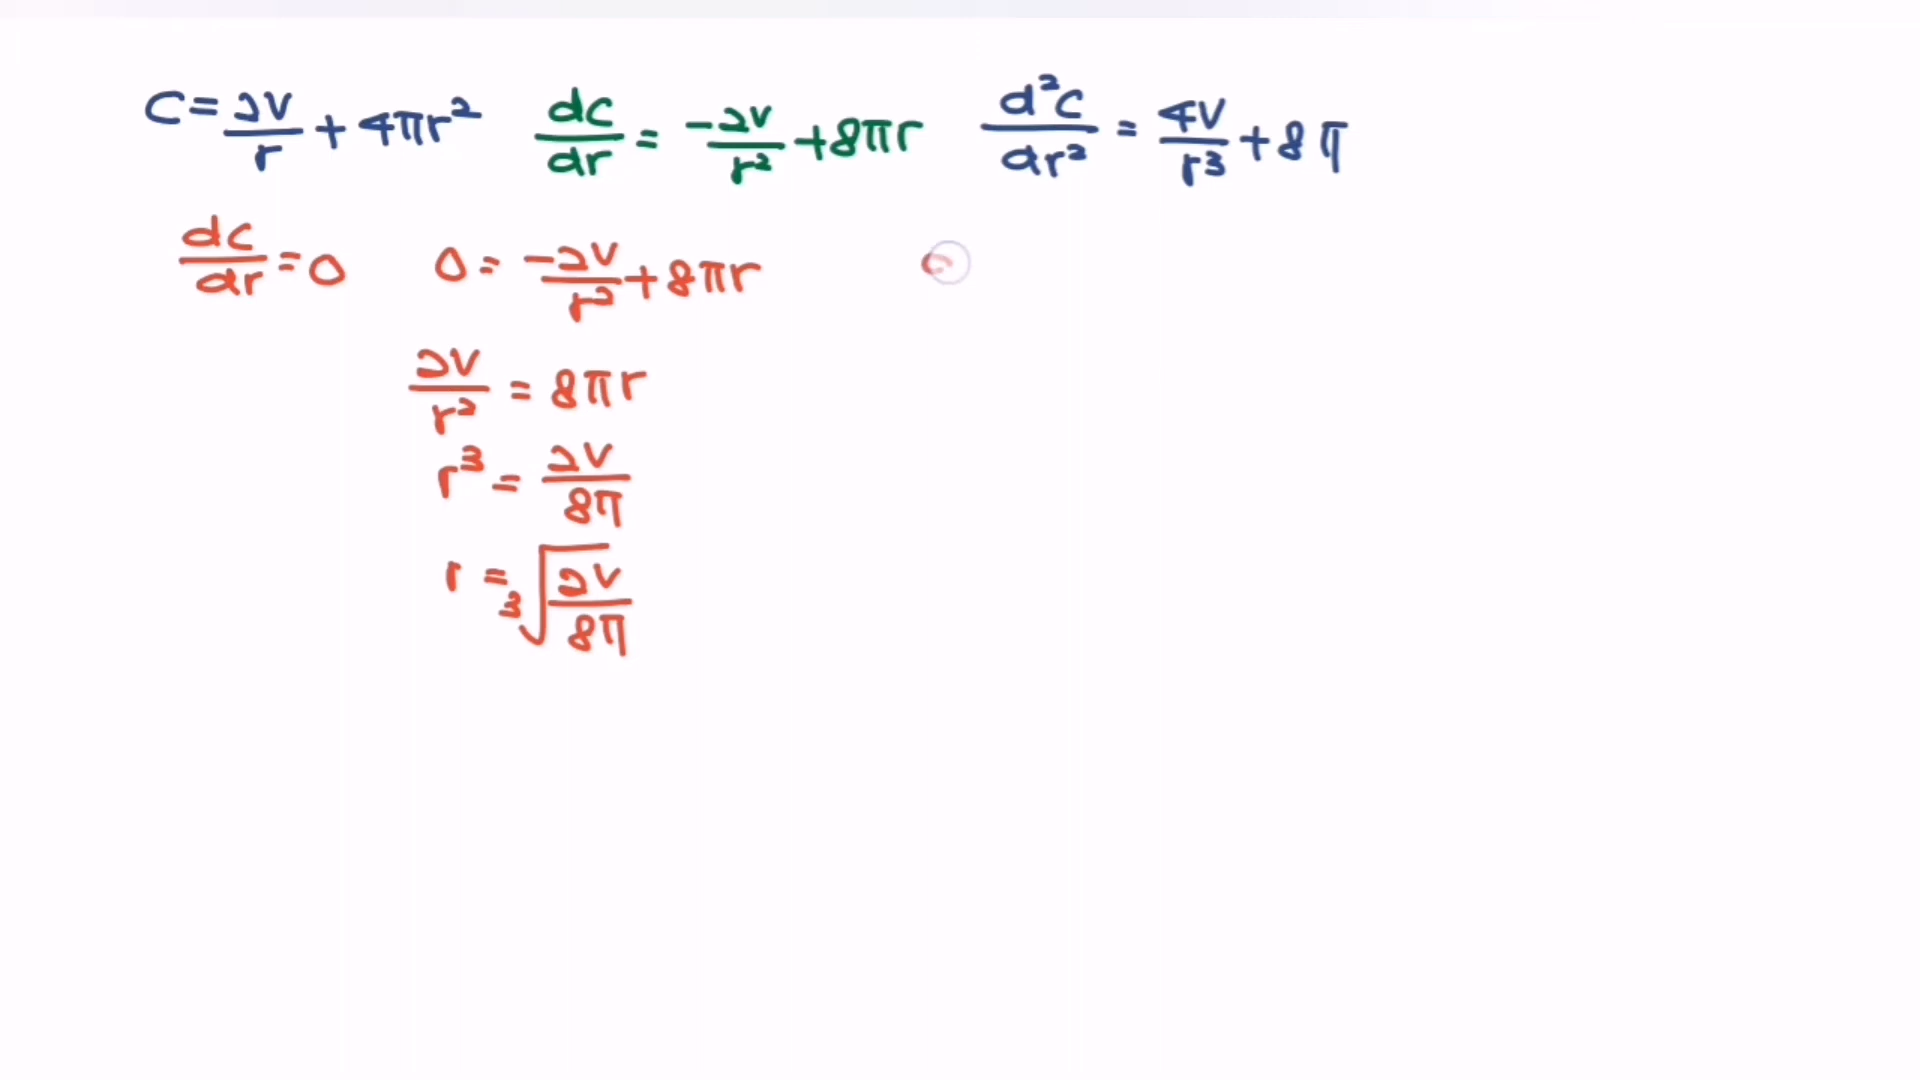 C = 2V/r + 4πr² dC/dr = -2V/r² + 8πr d²C/dr² = 4V/r³ + 8π
dC/dr = 0 0 = -2V/r² + 8πr
2V/r² = 8πr
r³ = 2V/8π
r = ³√(2V/8π)